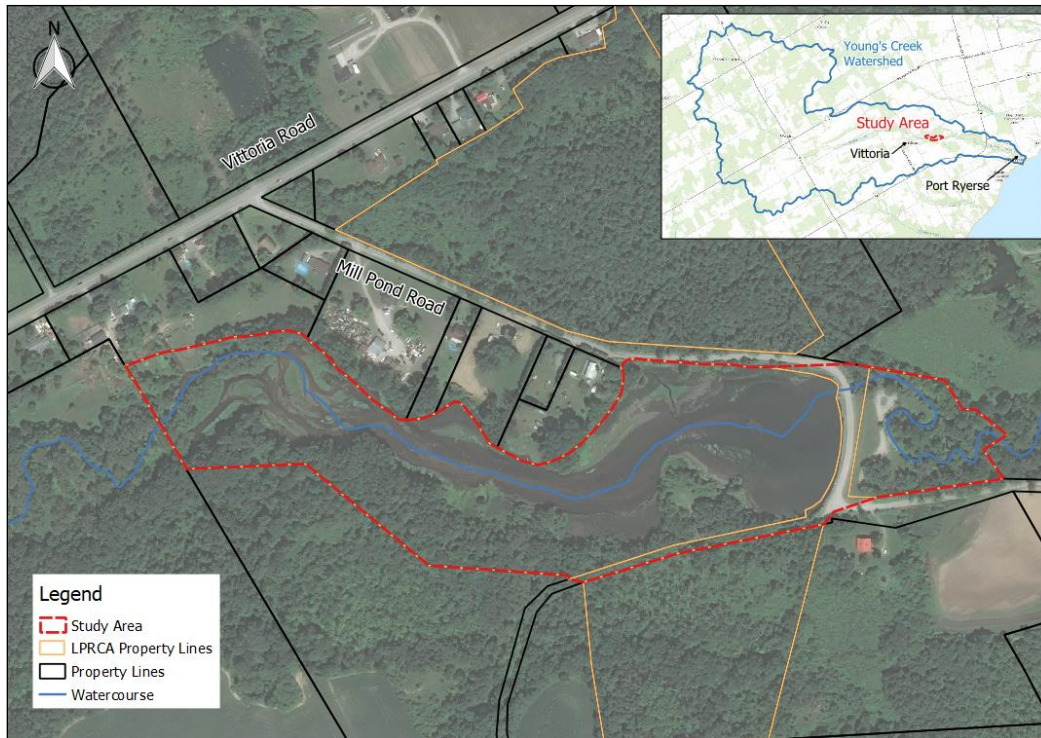 N
Vittoria Road
Mill Pond Road
Young's Creek
Watershed
Study Area
Vittoria
Port Ryerse
Legend
Study Area
LPRCA Property Lines
Property Lines
Watercourse